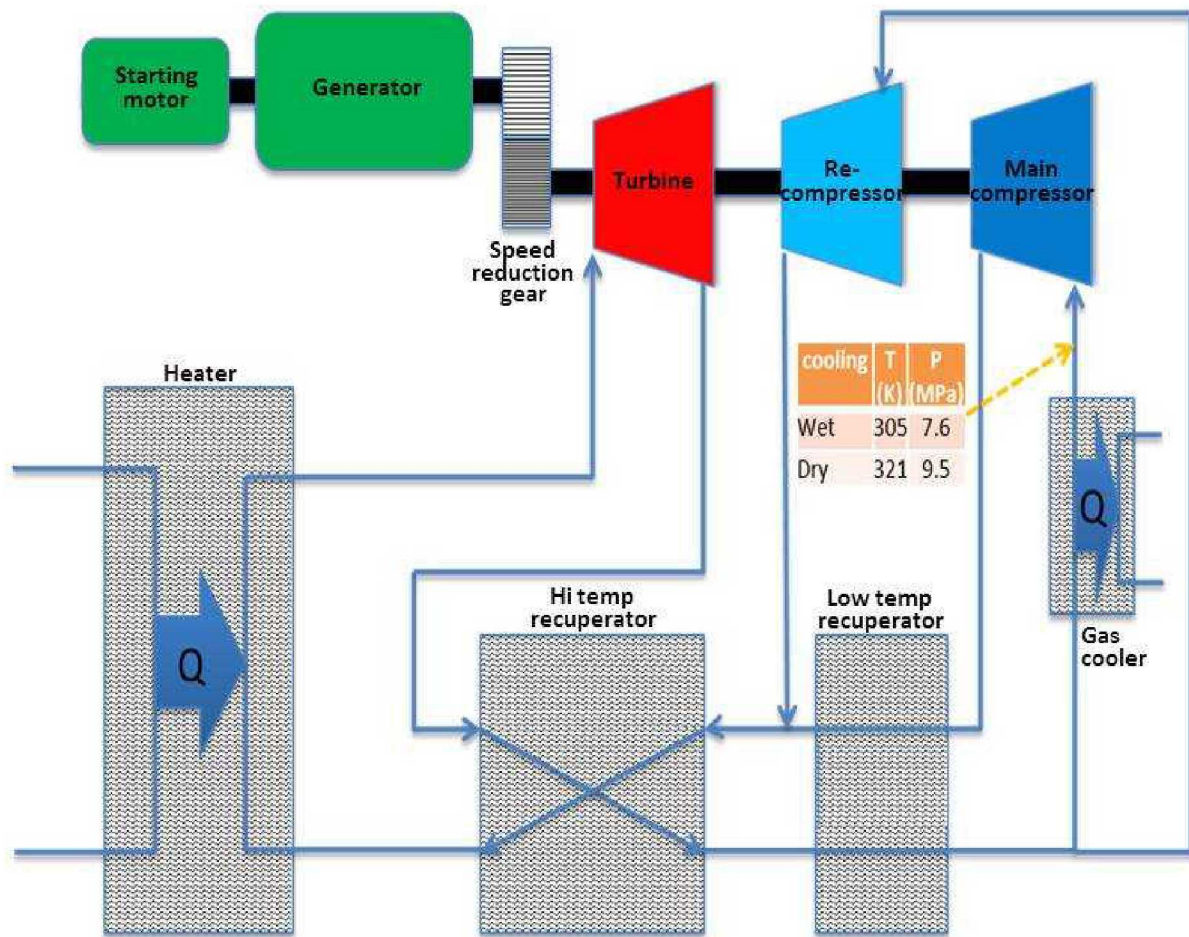 Starting
motor
Generator
Speed
reduction
gear
Turbine
Re-
compressor
Main
compressor
cooling T P
(K) (MPa)
Wet 305 7.6
Dry 321 9.5
Heater
Q
Hi temp
recuperator
Low temp
recuperator
Q
Gas
cooler